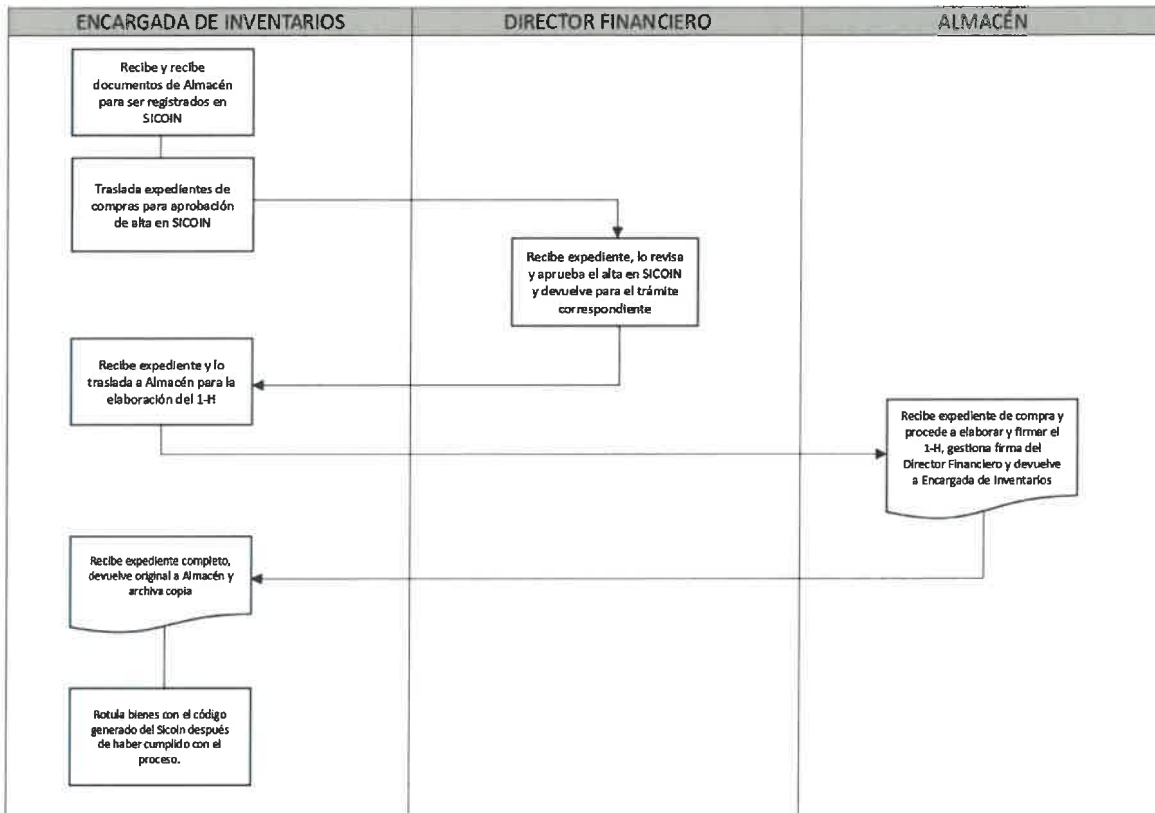 ENCARGADA DE INVENTARIOS
DIRECTOR FINANCIERO
ALMACÉN
Recibe y recibe
documentos de Almacén
para ser registrados en
SICOIN
Traslada expedientes de
compras para aprobación
de alta en SICOIN
Recibe expediente, lo revisa
y aprueba el alta en SICOIN
y devuelve para el trámite
correspondiente
Recibe expediente y lo
traslada a Almacén para la
elaboración del 1-H
Recibe expediente de compra y
procede a elaborar y firmar el
1-H, gestiona firma del
Director Financiero y devuelve
a Encargada de Inventarios
Recibe expediente completo,
devuelve original a Almacén y
archiva copia
Rotula bienes con el código
generado del Sicoin después
de haber cumplido con el
proceso.